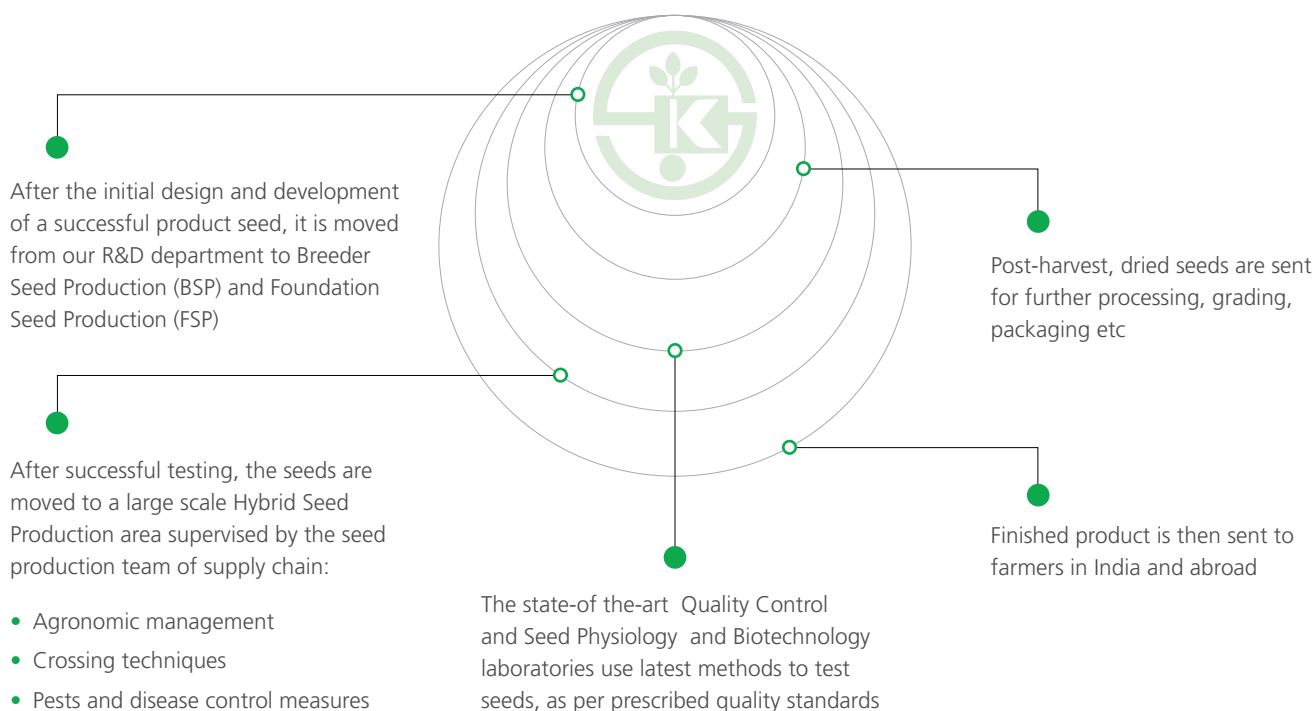 After the initial design and development
of a successful product seed, it is moved
from our R&D department to Breeder
Seed Production (BSP) and Foundation
Seed Production (FSP)
After successful testing, the seeds are
moved to a large scale Hybrid Seed
Production area supervised by the seed
production team of supply chain:
• Agronomic management
• Crossing techniques
• Pests and disease control measures
The state-of the-art Quality Control
and Seed Physiology and Biotechnology
laboratories use latest methods to test
seeds, as per prescribed quality standards
Post-harvest, dried seeds are sent
for further processing, grading,
packaging etc
Finished product is then sent to
farmers in India and abroad
K